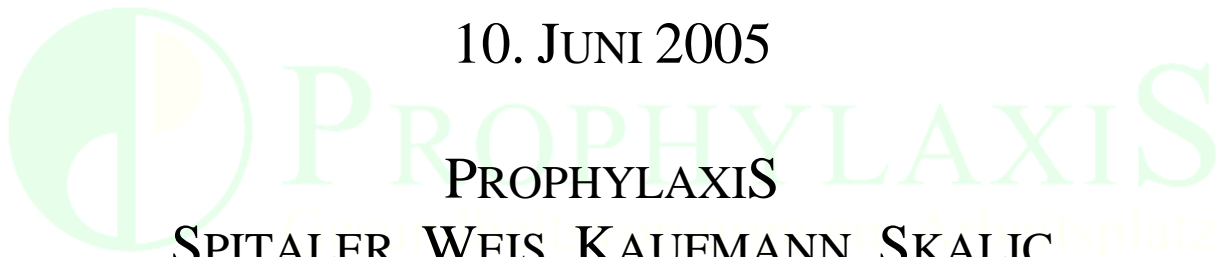 10. JUNI 2005
PROPHYLAXIS
PROPHYLAXIS
SPITALER, WEIS, KAUFMANN, SKALIC